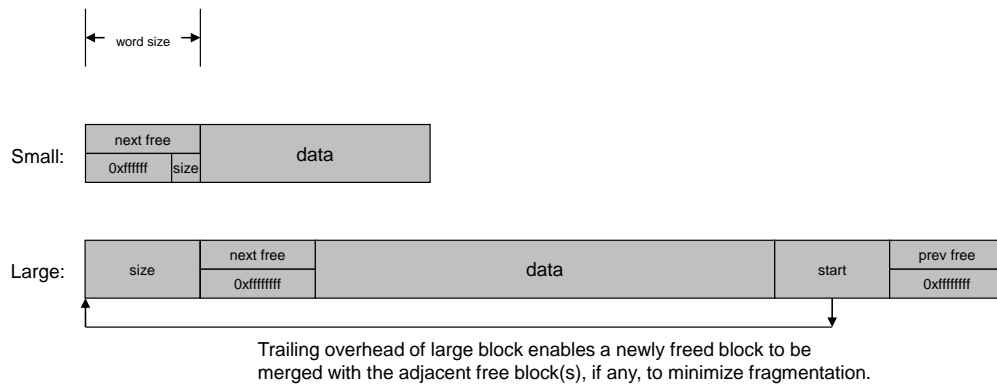 word size
Small:
next free
0xffffff
size
data
Large:
size
next free
0xffffffff
data
start
prev free
0xffffffff
Trailing overhead of large block enables a newly freed block to be
merged with the adjacent free block(s), if any, to minimize fragmentation.